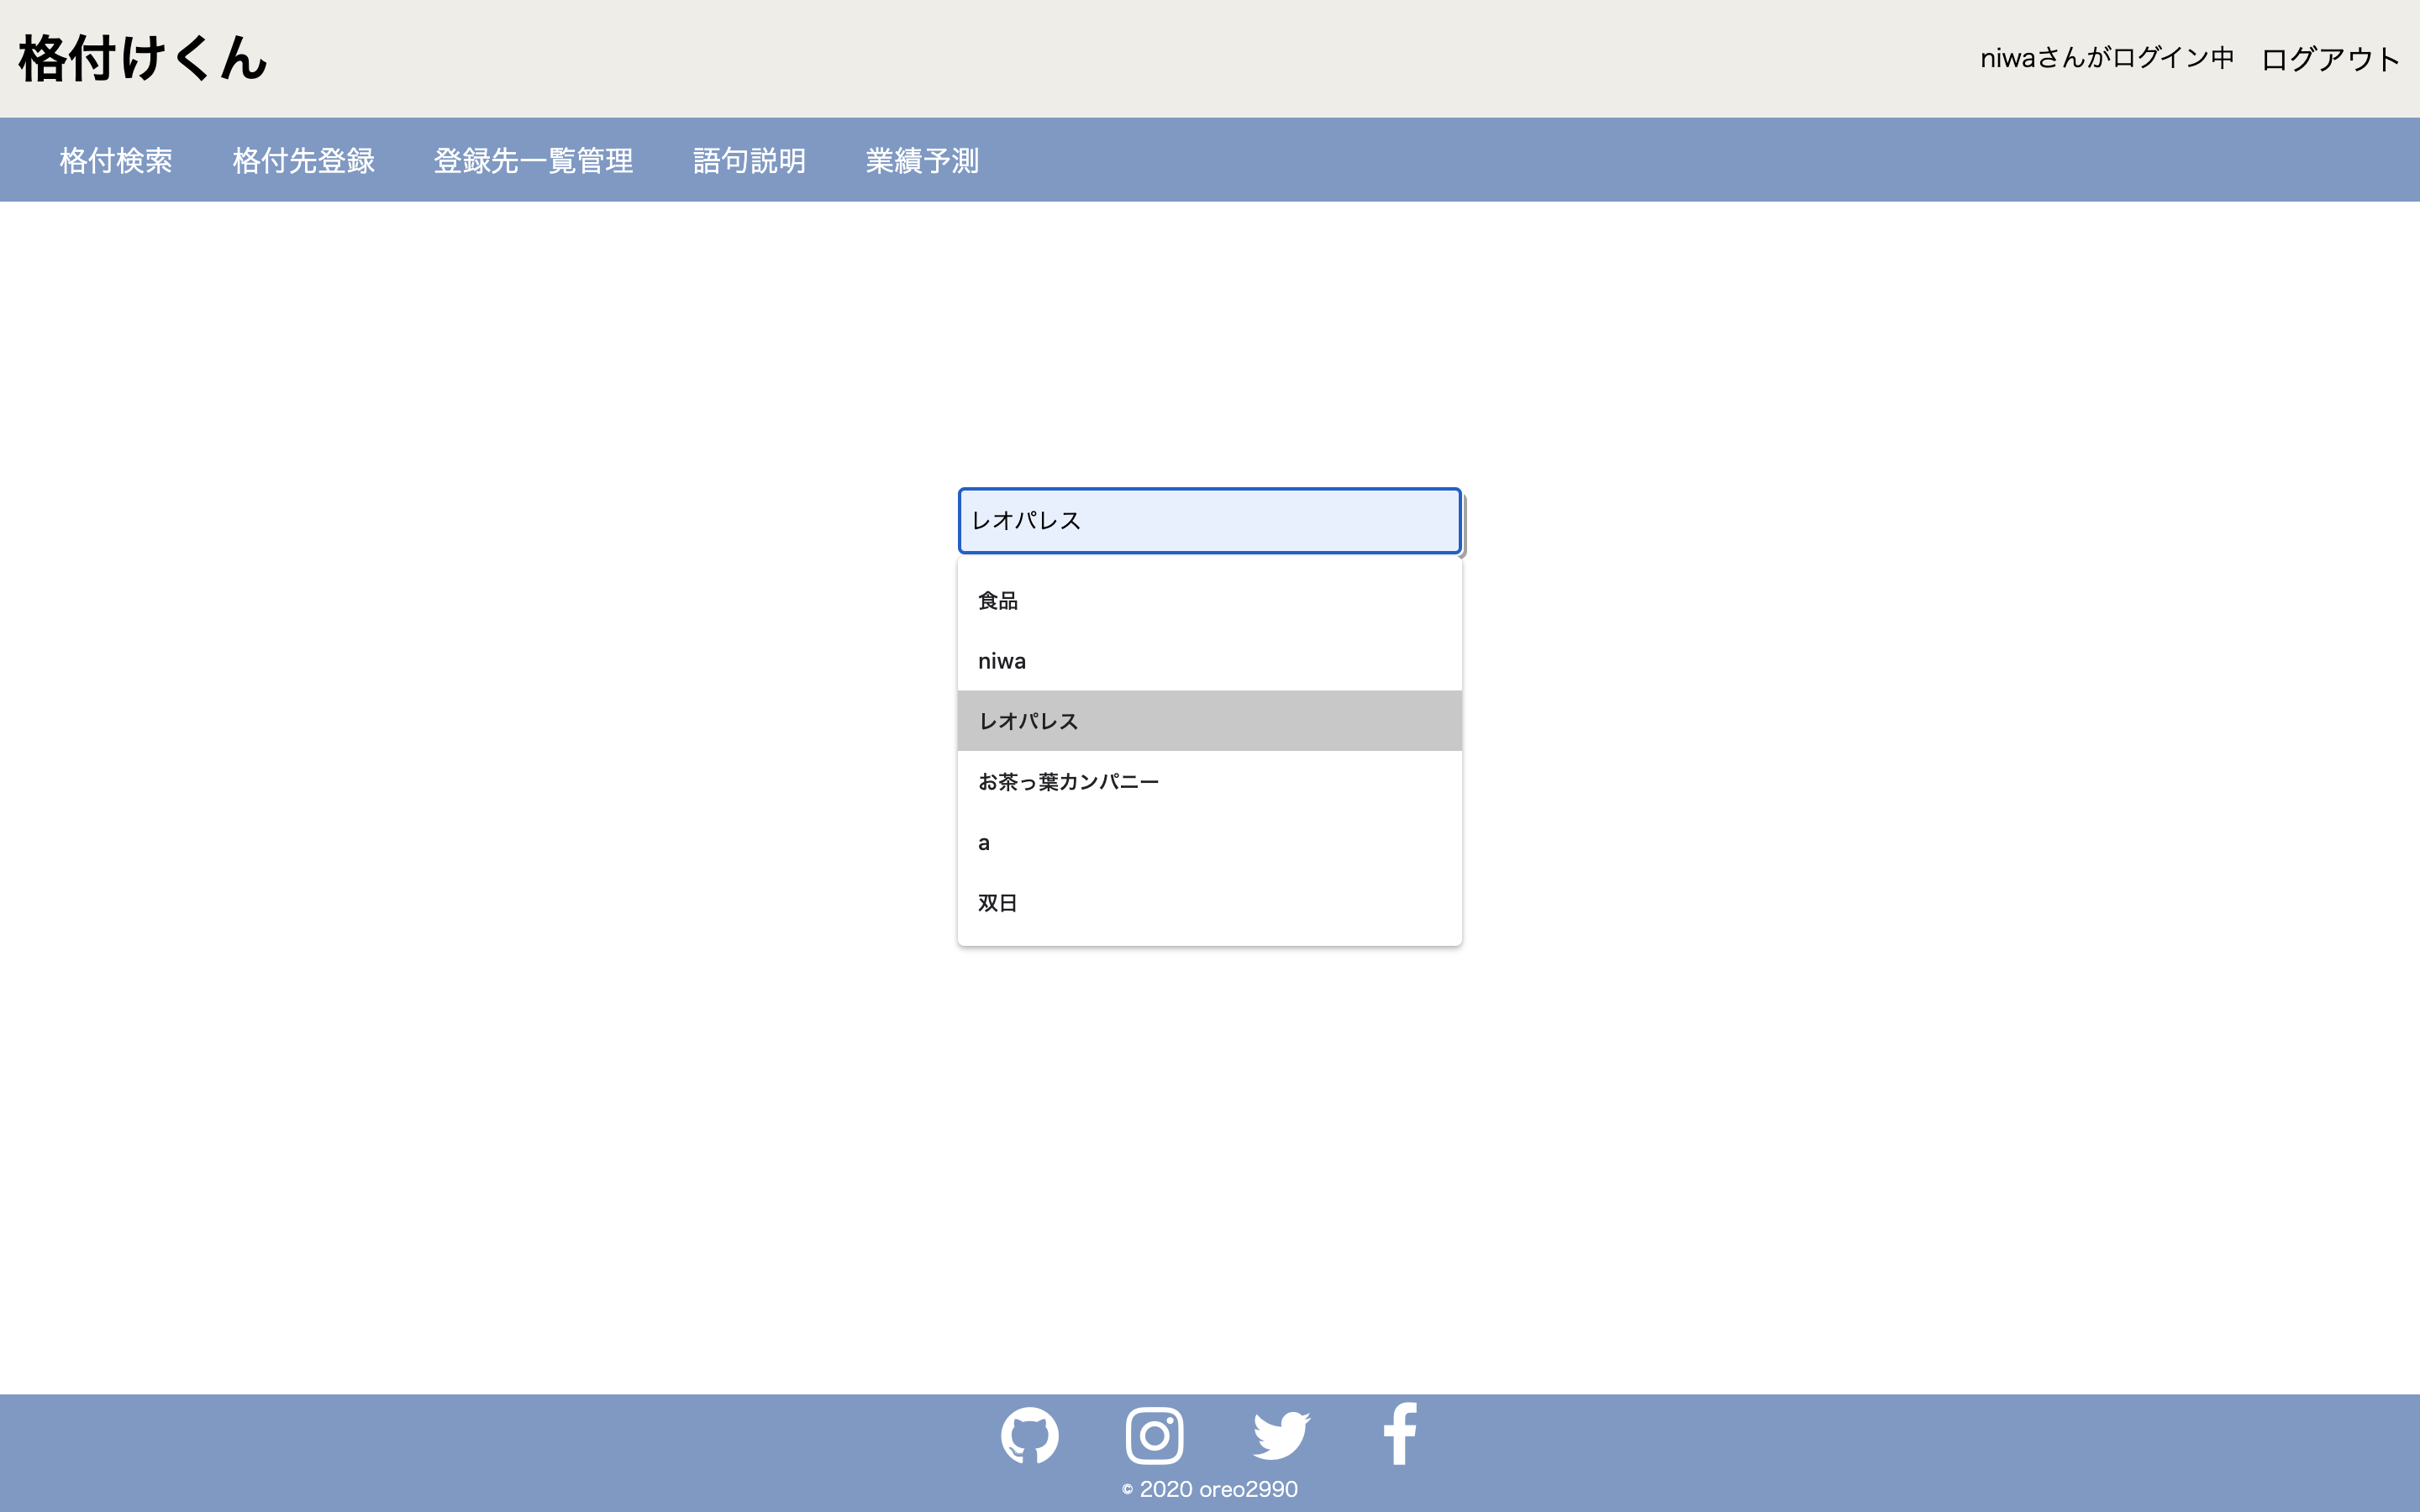 格付けくん
niwaさんがログイン中 ログアウト
格付検索 格付先登録 登録先一覧管理 語句説明 業績予測
レオパレス
食品
niwa
レオパレス
お茶っ葉カンパニー
a
双日
© 2020 oreo2990